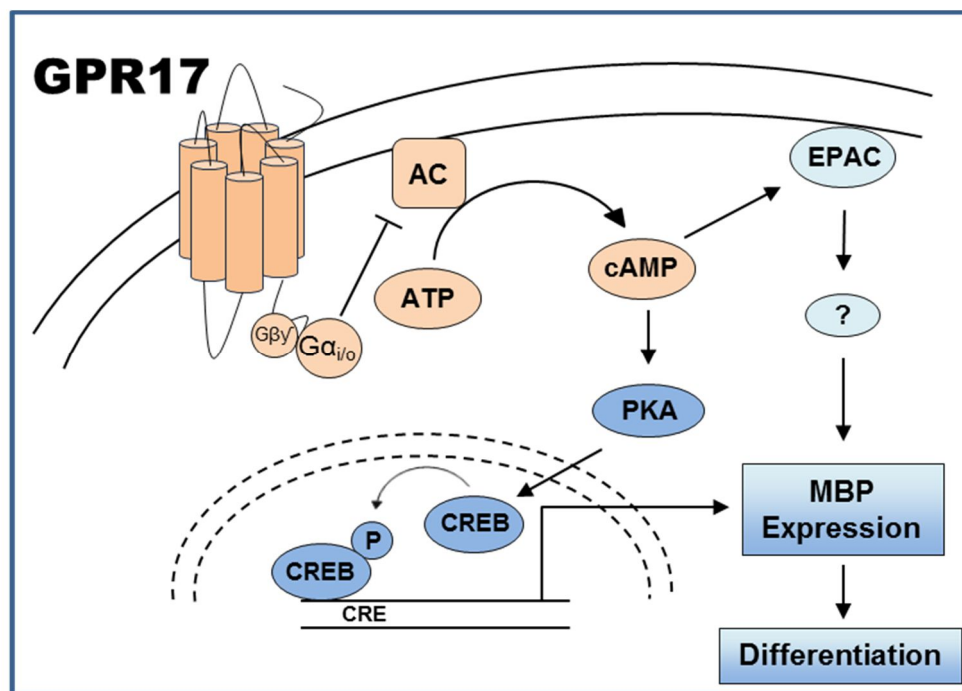 GPR17
AC
EPAC
cAMP
ATP
?
Gβγ
Gαi/o
PKA
MBP
Expression
CREB
P
CREB
CRE
Differentiation